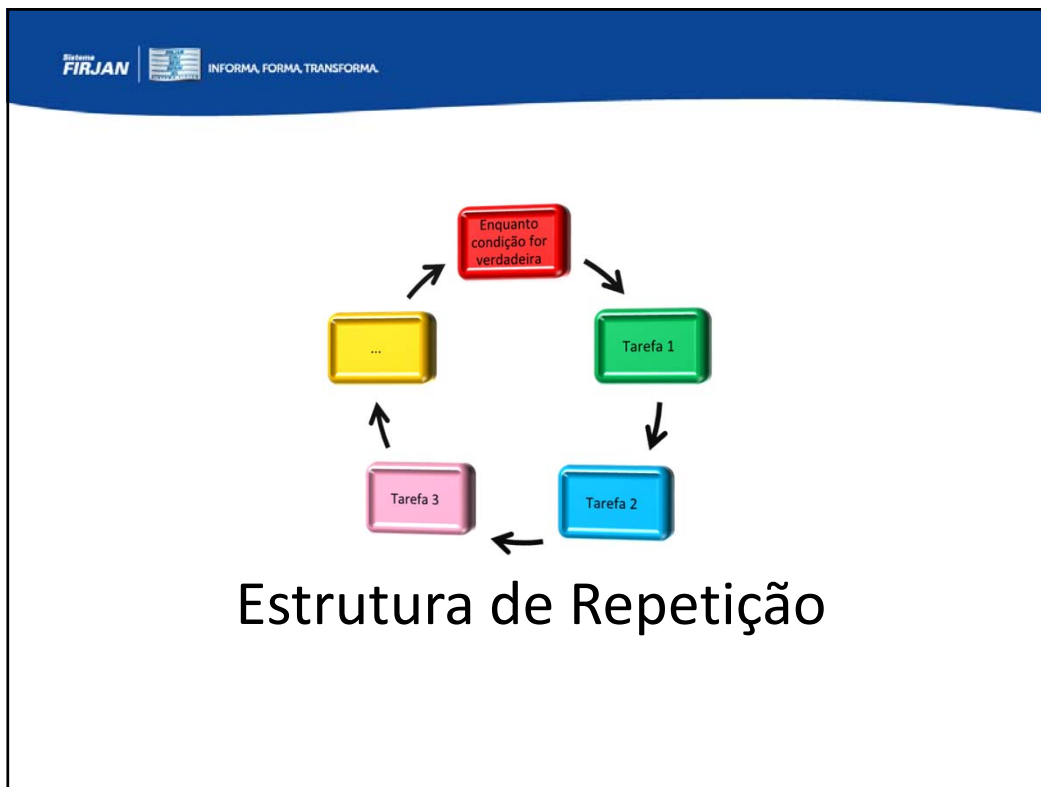 Sistema
FIRJAN
INFORMA, FORMA, TRANSFORMA.
Enquanto
condição for
verdadeira
...
Tarefa 1
Tarefa 3
Tarefa 2
Estrutura de Repetição